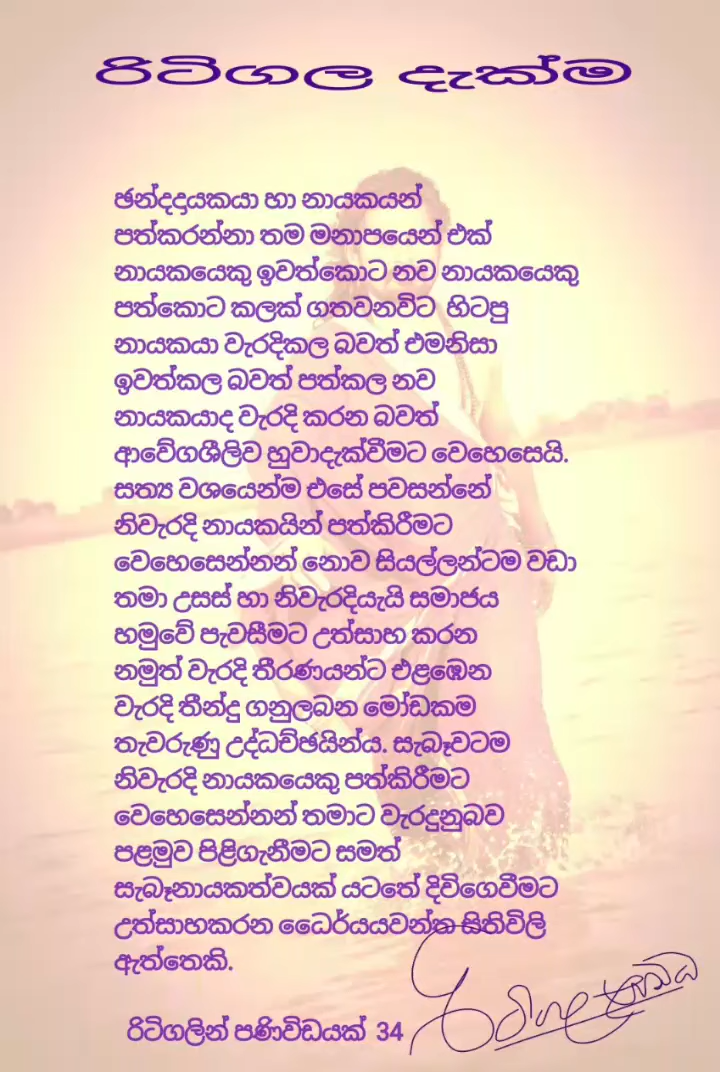 රිටිගල දැක්ම
ඡන්දදායකයා හා නායකයන්
පත්කරන්නා තම මනාපයෙන් එක්
නායකයෙකු ඉවත්කොට නව නායකයෙකු
පත්කොට කලක් ගතවනවිට හිටපු
නායකයා වැරදිකල බවත් එමනිසා
ඉවත්කල බවත් පත්කල නව
නායකයාද වැරදි කරන බවත්
ආවේගශීලිව හුවාදැක්වීමට වෙහෙසෙයි.
සත්‍ය වශයෙන්ම එසේ පවසන්නේ
නිවැරදි නායකයින් පත්කිරීමට
වෙහෙසෙන්නන් නොව සියල්ලන්ටම වඩා
තමා උසස් හා නිවැරදියැයි සමාජය
හමුවේ පැවසීමට උත්සාහ කරන
නමුත් වැරදි තීරණයන්ට එළඹෙන
වැරදි තීන්දු ගනුලබන මෝඩකම
තැවරුණු උද්ධච්ඡයින්ය. සැබෑවටම
නිවැරදි නායකයෙකු පත්කිරීමට
වෙහෙසෙන්නන් තමාට වැරදුනුබව
පළමුව පිළිගැනීමට සමත්
සැබෑනායකත්වයක් යටතේ දිවිගෙවීමට
උත්සාහකරන ධෛර්යයවන්ත සිතිවිලි
ඇත්තෙකි.
රිටිගල
රිටිගලින් පණිවිඩයක් 34